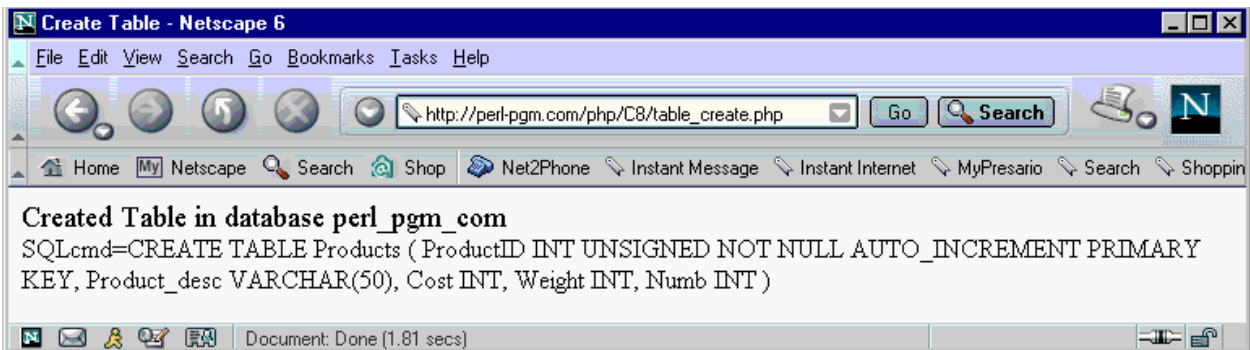 Create Table - Netscape 6
File Edit View Search Go Bookmarks Tasks Help
http://perl-pgm.com/php/C8/table_create.php Go Search N
Home My Netscape Search Shop Net2Phone Instant Message Instant Internet MyPresario Search Shoppin
Created Table in database perl_pgm_com
SQLcmd=CREATE TABLE Products ( ProductID INT UNSIGNED NOT NULL AUTO_INCREMENT PRIMARY
KEY, Product_desc VARCHAR(50), Cost INT, Weight INT, Numb INT )
Document: Done (1.81 secs)